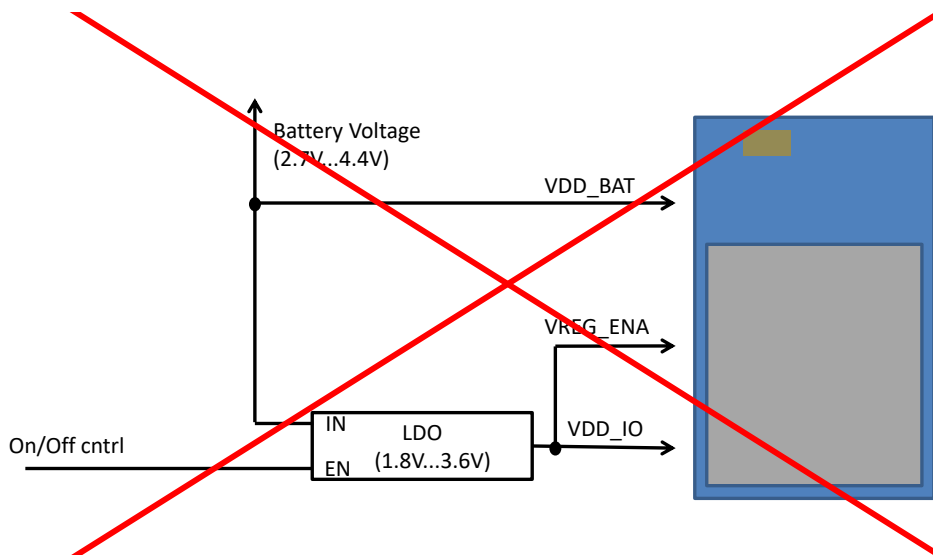 Battery Voltage
(2.7V...4.4V)
VDD_BAT
VREG_ENA
IN
LDO
VDD_IO
On/Off cntrl
(1.8V...3.6V)
EN